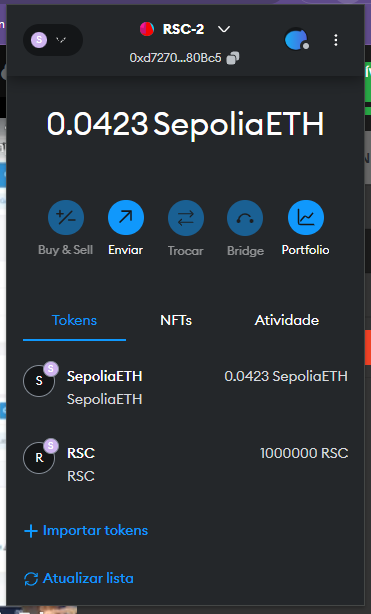 S
RSC-2
0xd7270...80Bc5
0.0423 SepoliaETH
Buy & Sell
Enviar
Trocar
Bridge
Portfolio
Tokens
NFTs
Atividade
S
S
SepoliaETH
0.0423 SepoliaETH
SepoliaETH
S
R
RSC
1000000 RSC
RSC
Importar tokens
Atualizar lista